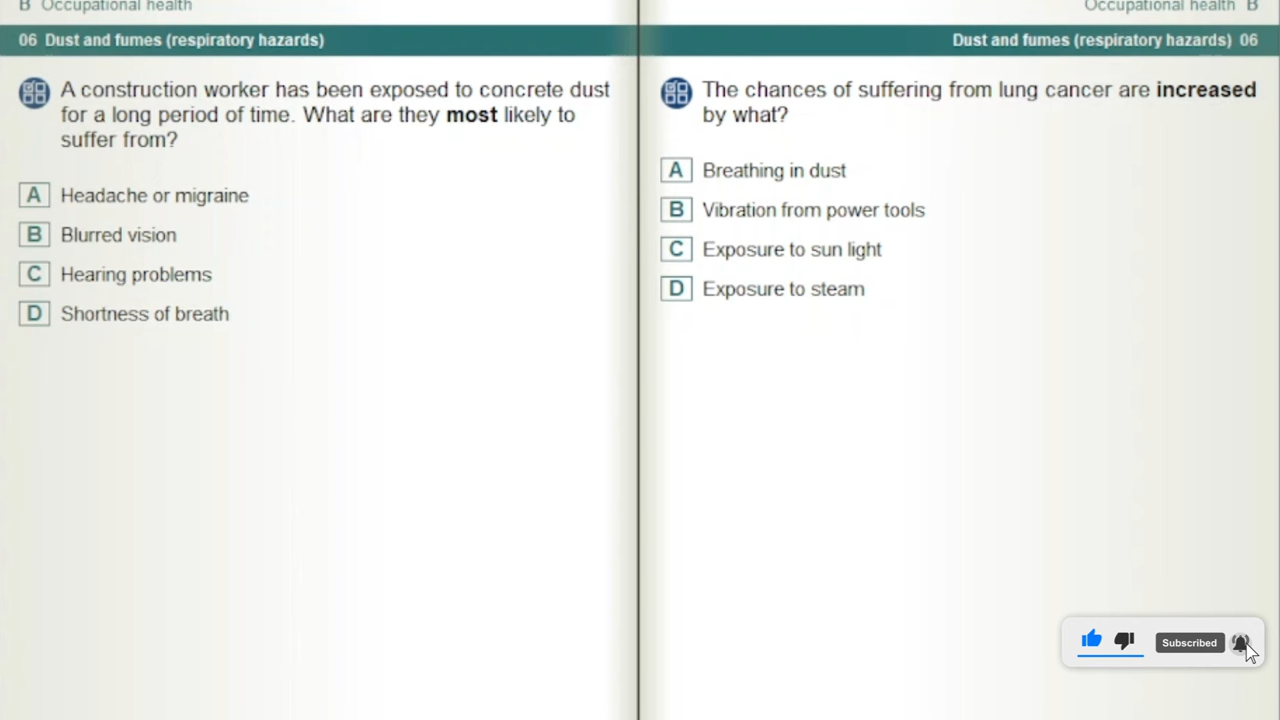 B Occupational health
06 Dust and fumes (respiratory hazards)
A construction worker has been exposed to concrete dust
for a long period of time. What are they most likely to
suffer from?
A Headache or migraine
B Blurred vision
C Hearing problems
D Shortness of breath
Occupational health B
Dust and fumes (respiratory hazards) 06
The chances of suffering from lung cancer are increased
by what?
A Breathing in dust
B Vibration from power tools
C Exposure to sun light
D Exposure to steam
Subscribed